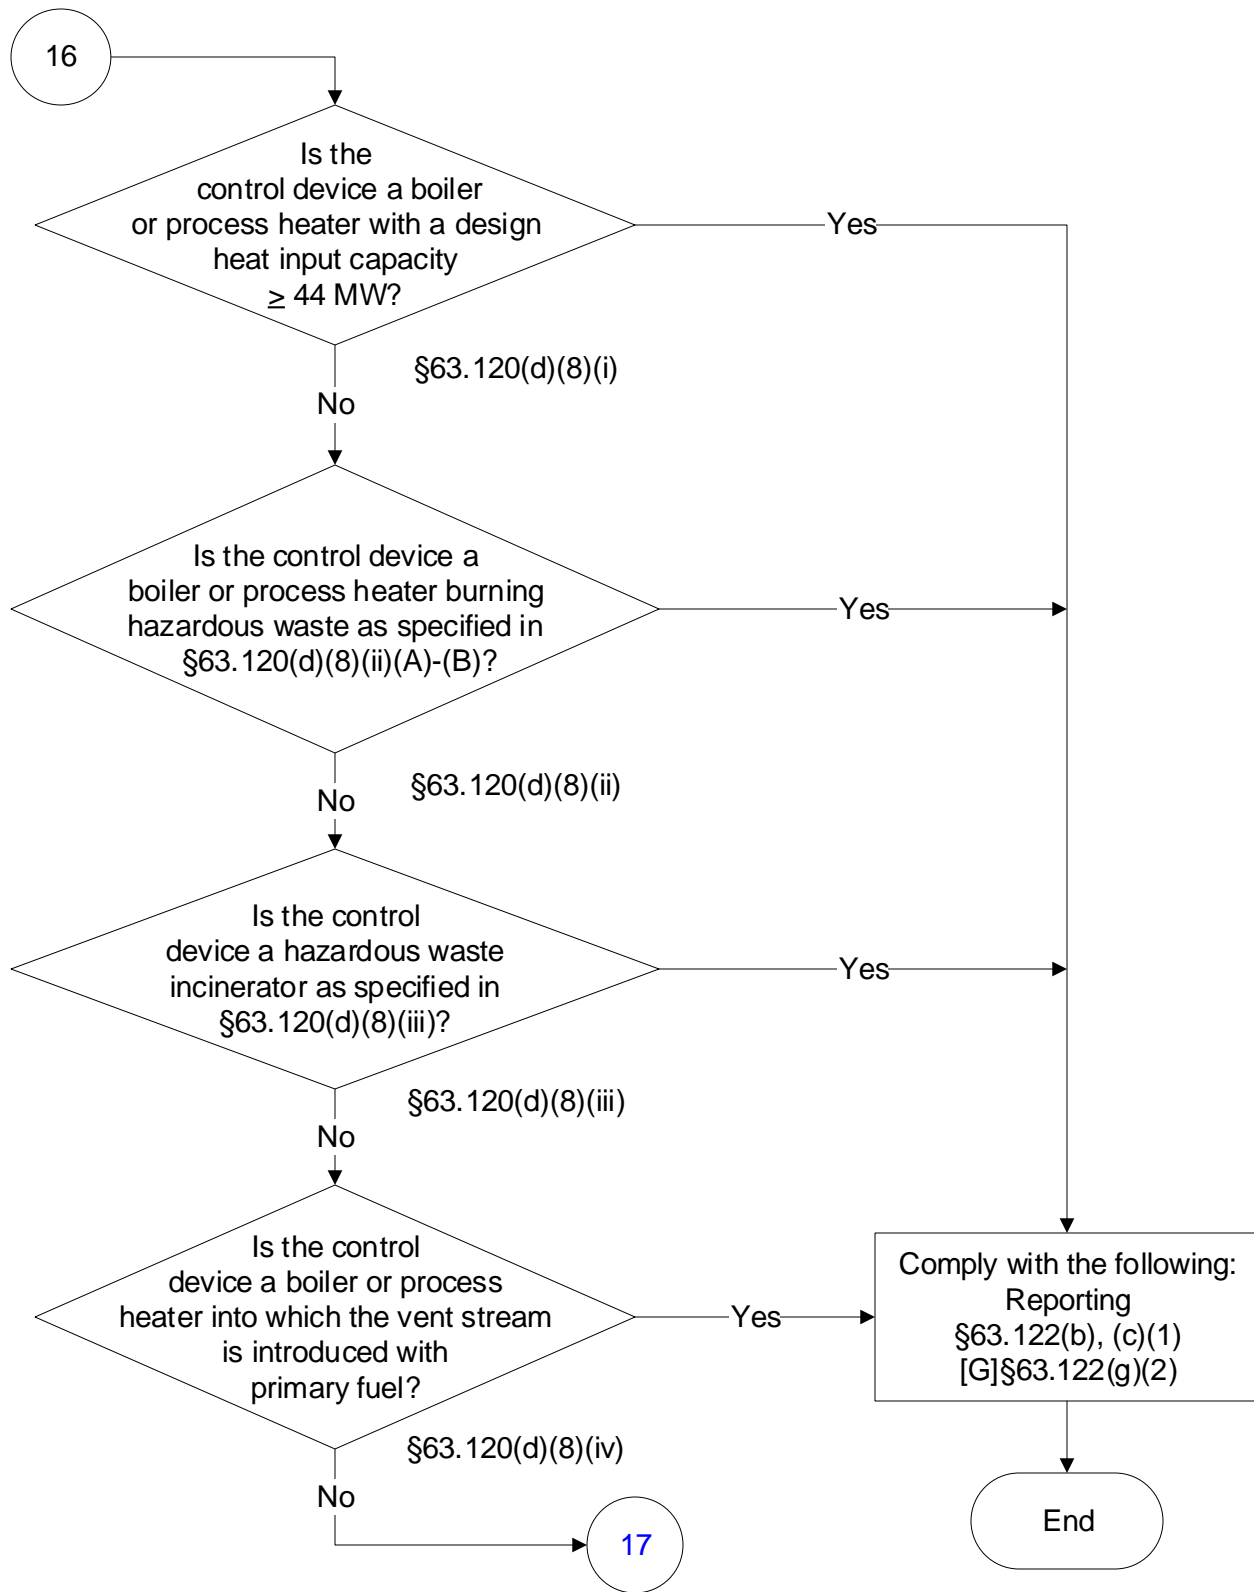 16
Is the
control device a boiler
or process heater with a design
heat input capacity
≥ 44 MW?
Yes
§63.120(d)(8)(i)
No
Is the control device a
boiler or process heater burning
hazardous waste as specified in
§63.120(d)(8)(ii)(A)-(B)?
Yes
§63.120(d)(8)(ii)
No
Is the control
device a hazardous waste
incinerator as specified in
§63.120(d)(8)(iii)?
Yes
§63.120(d)(8)(iii)
No
Is the control
device a boiler or process
heater into which the vent stream
is introduced with
primary fuel?
Yes
Comply with the following:
Reporting
§63.122(b), (c)(1)
[G]§63.122(g)(2)
§63.120(d)(8)(iv)
No
17
End